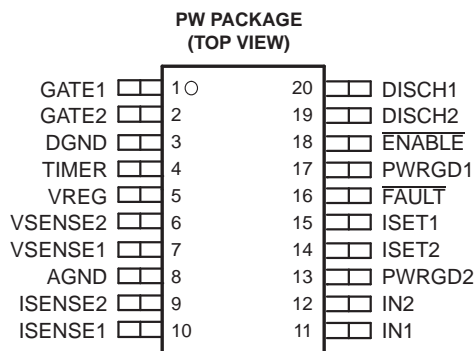 PW PACKAGE
(TOP VIEW)
GATE1 1 20 DISCH1
GATE2 2 19 DISCH2
DGND 3 18 ENABLE
TIMER 4 17 PWRGD1
VREG 5 16 FAULT
VSENSE2 6 15 ISET1
VSENSE1 7 14 ISET2
AGND 8 13 PWRGD2
ISENSE2 9 12 IN2
ISENSE1 10 11 IN1